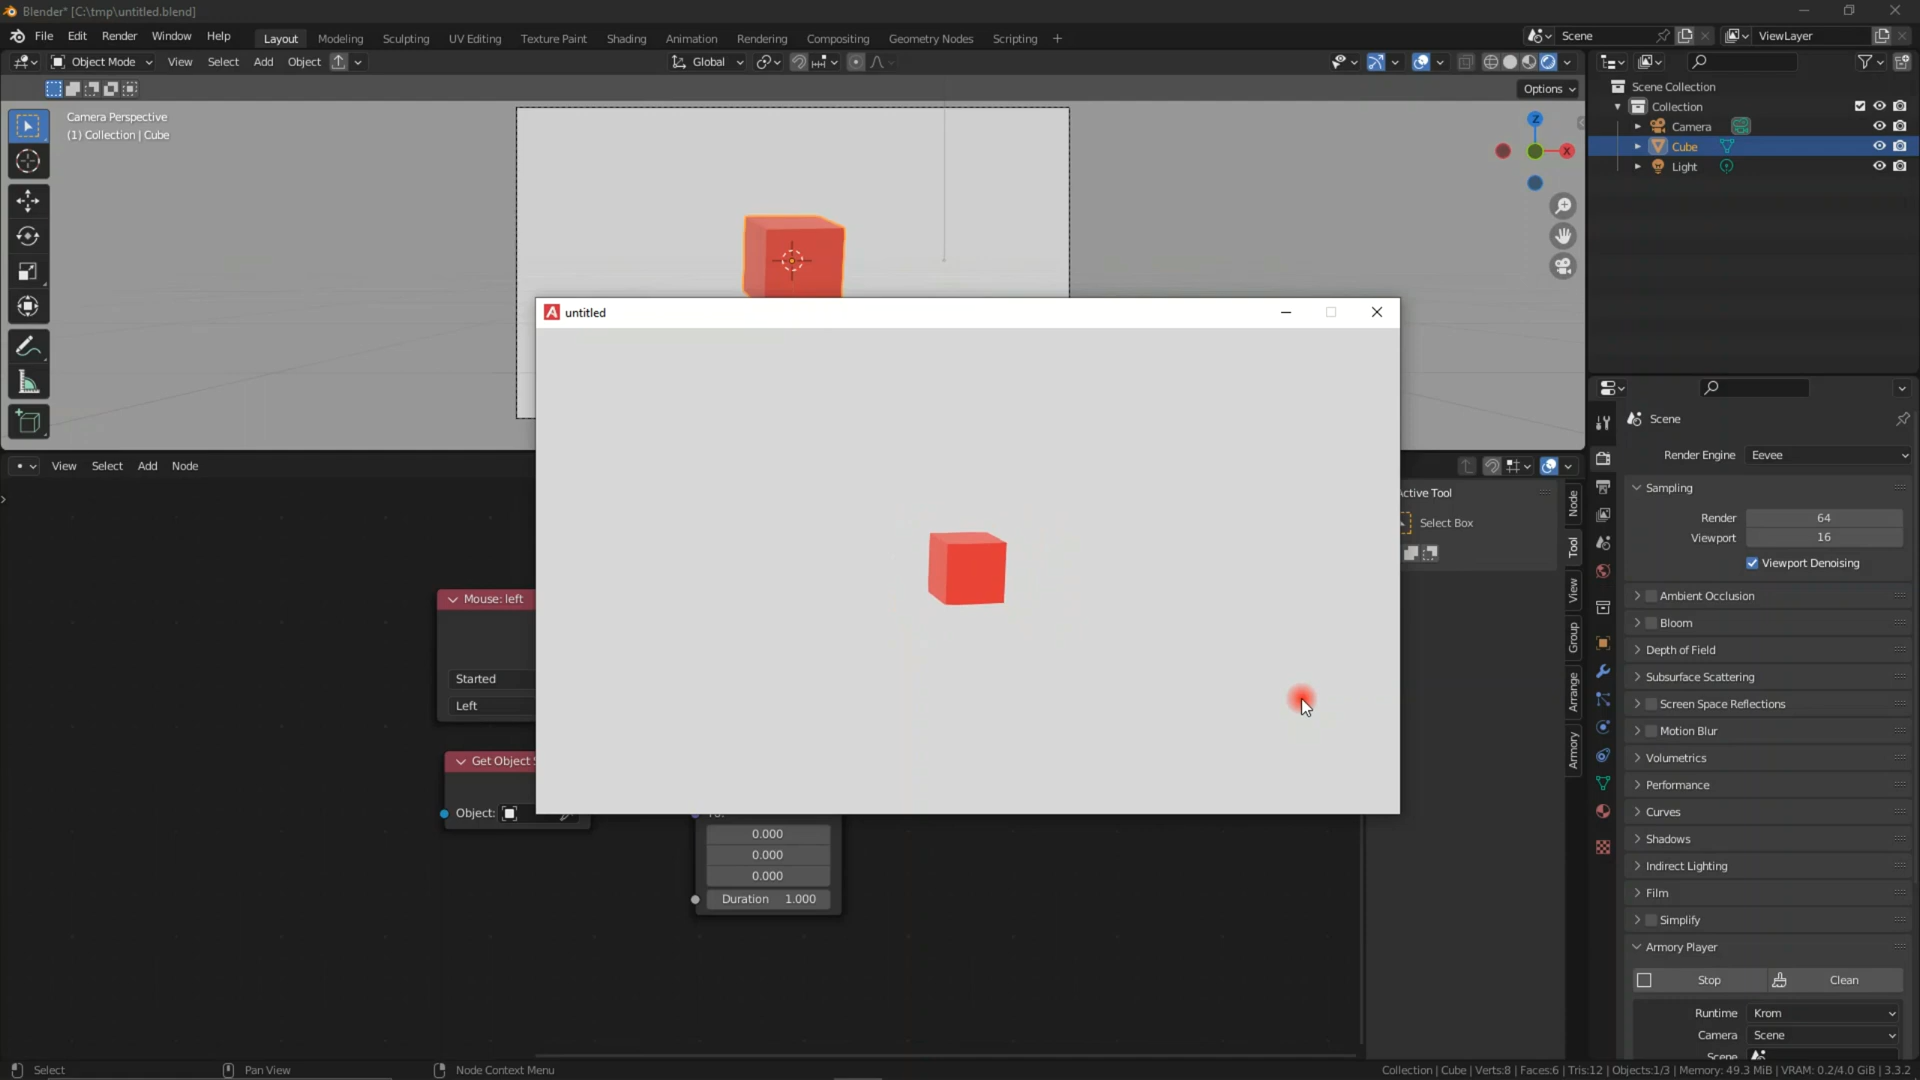 Blender* [C:\tmp\untitled.blend]
File Edit Render Window Help Layout Modeling Sculpting UV Editing Texture Paint Shading Animation Rendering Compositing Geometry Nodes Scripting + Scene ViewLayer
Object Mode View Select Add Object Global
Options
Camera Perspective
(1) Collection | Cube
Z
X
Scene Collection
Collection
Camera
Cube
Light
untitled
View Select Add Node
Mouse: left
Started
Left
Get Object
Object:
0.000
0.000
0.000
Duration 1.000
ctive Tool
Select Box
Node
Tool
View
Group
Arrange
Armory
Scene
Render Engine Eevee
Sampling
Render 64
Viewport 16
Viewport Denoising
Ambient Occlusion
Bloom
Depth of Field
Subsurface Scattering
Screen Space Reflections
Motion Blur
Volumetrics
Performance
Curves
Shadows
Indirect Lighting
Film
Simplify
Armory Player
Stop Clean
Runtime Krom
Camera Scene
Scene
Select Pan View Node Context Menu Collection | Cube | Verts:8 | Faces:6 | Tris:12 | Objects:1/3 | Memory: 49.3 MiB | VRAM: 0.2/4.0 GiB | 3.3.2